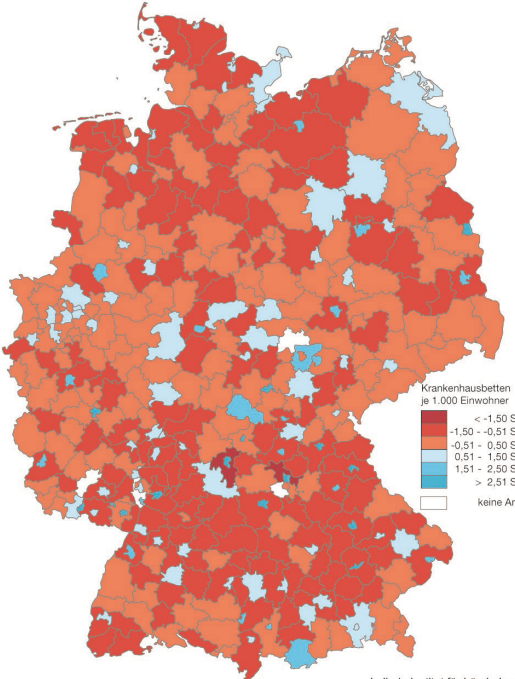 Krankenhausbetten
je 1.000 Einwohner
< -1,50 S
-1,50 - -0,51 S
-0,51 - 0,50 S
0,51 - 1,50 S
1,51 - 2,50 S
> 2,51 S
keine An